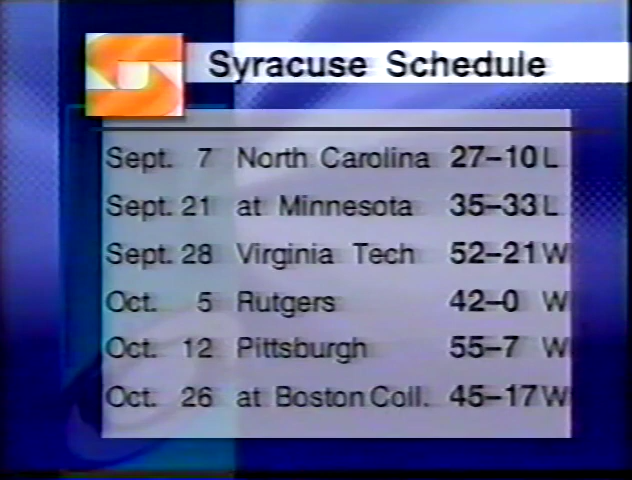 Syracuse Schedule
Sept. 7 North Carolina 27–10 L
Sept. 21 at Minnesota 35–33 L
Sept. 28 Virginia Tech 52–21 W
Oct. 5 Rutgers 42–0 W
Oct. 12 Pittsburgh 55–7 W
Oct. 26 at Boston Coll. 45–17 W